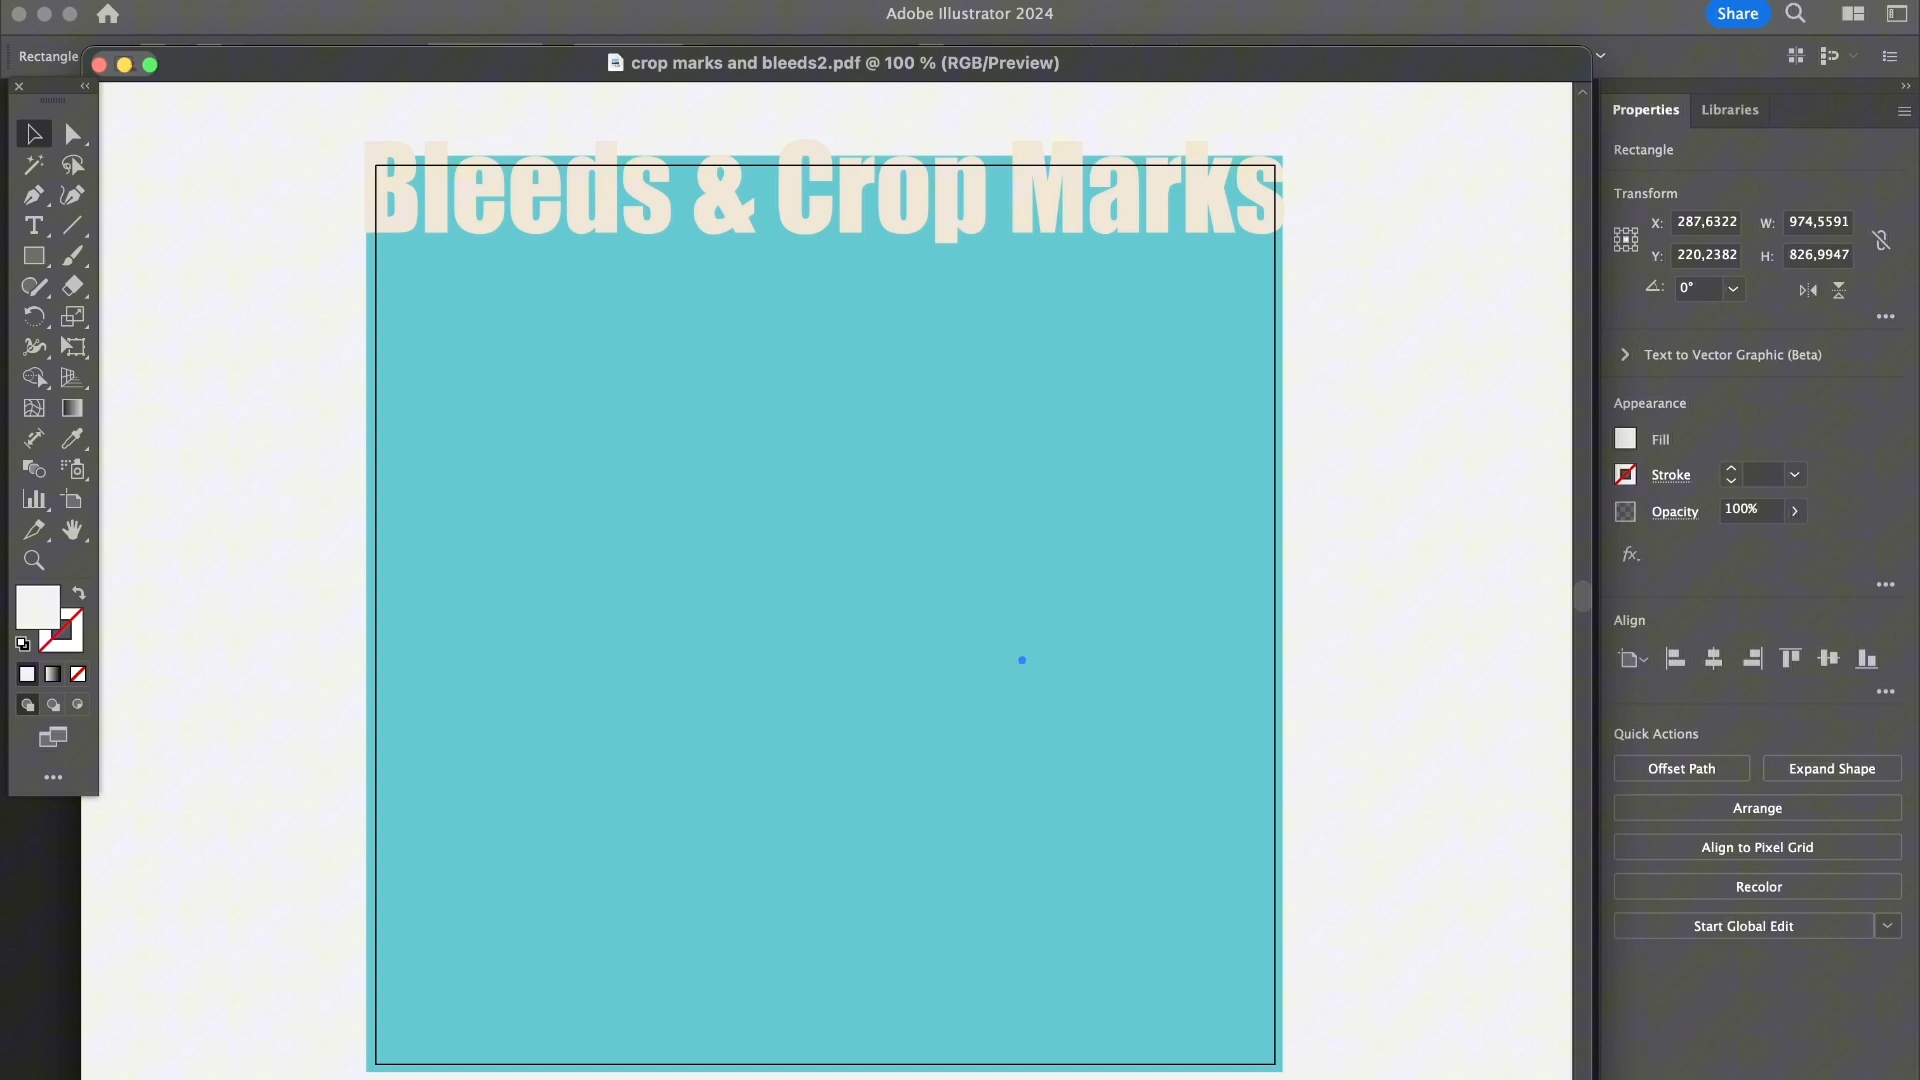 Adobe Illustrator 2024
Share
Rectangle
crop marks and bleeds2.pdf @ 100 % (RGB/Preview)
Properties
Libraries
Bleeds & Crop Marks
Rectangle
Transform
X: 287,6322 W: 974,5591
Y: 220,2382 H: 826,9947
0°
Text to Vector Graphic (Beta)
Appearance
Fill
Stroke
Opacity 100%
fx.
Align
Quick Actions
Offset Path
Expand Shape
Arrange
Align to Pixel Grid
Recolor
Start Global Edit